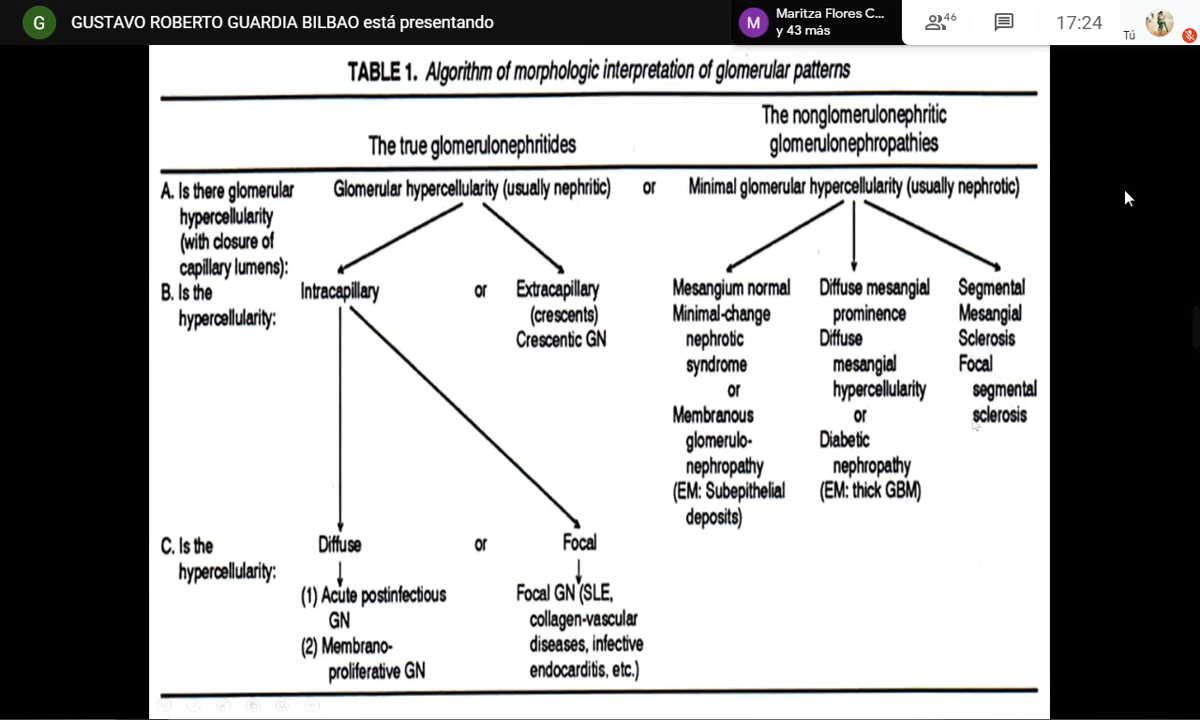 G GUSTAVO ROBERTO GUARDIA BILBAO está presentando
M Maritza Flores C...
y 43 más
46
17:24
Tú
TABLE 1. Algorithm of morphologic interpretation of glomerular patterns
The true glomerulonephritides
The nonglomerulonephritic
glomerulonephropathies
A. Is there glomerular
hypercellularity
(with closure of
capillary lumens):
Glomerular hypercellularity (usually nephritic) or Minimal glomerular hypercellularity (usually nephrotic)
B. Is the
hypercellularity:
Intracapillary
or
Extracapillary
(crescents)
Crescentic GN
Mesangium normal
Minimal-change
nephrotic
syndrome
or
Membranous
glomerulo-
nephropathy
(EM: Subepithelial
deposits)
Diffuse mesangial
prominence
Diffuse
mesangial
hypercellularity
or
Diabetic
nephropathy
(EM: thick GBM)
Segmental
Mesangial
Sclerosis
Focal
segmental
sclerosis
C. Is the
hypercellularity:
Diffuse
or
Focal
(1) Acute postinfectious
GN
(2) Membrano-
proliferative GN
Focal GN (SLE,
collagen-vascular
diseases, infective
endocarditis, etc.)